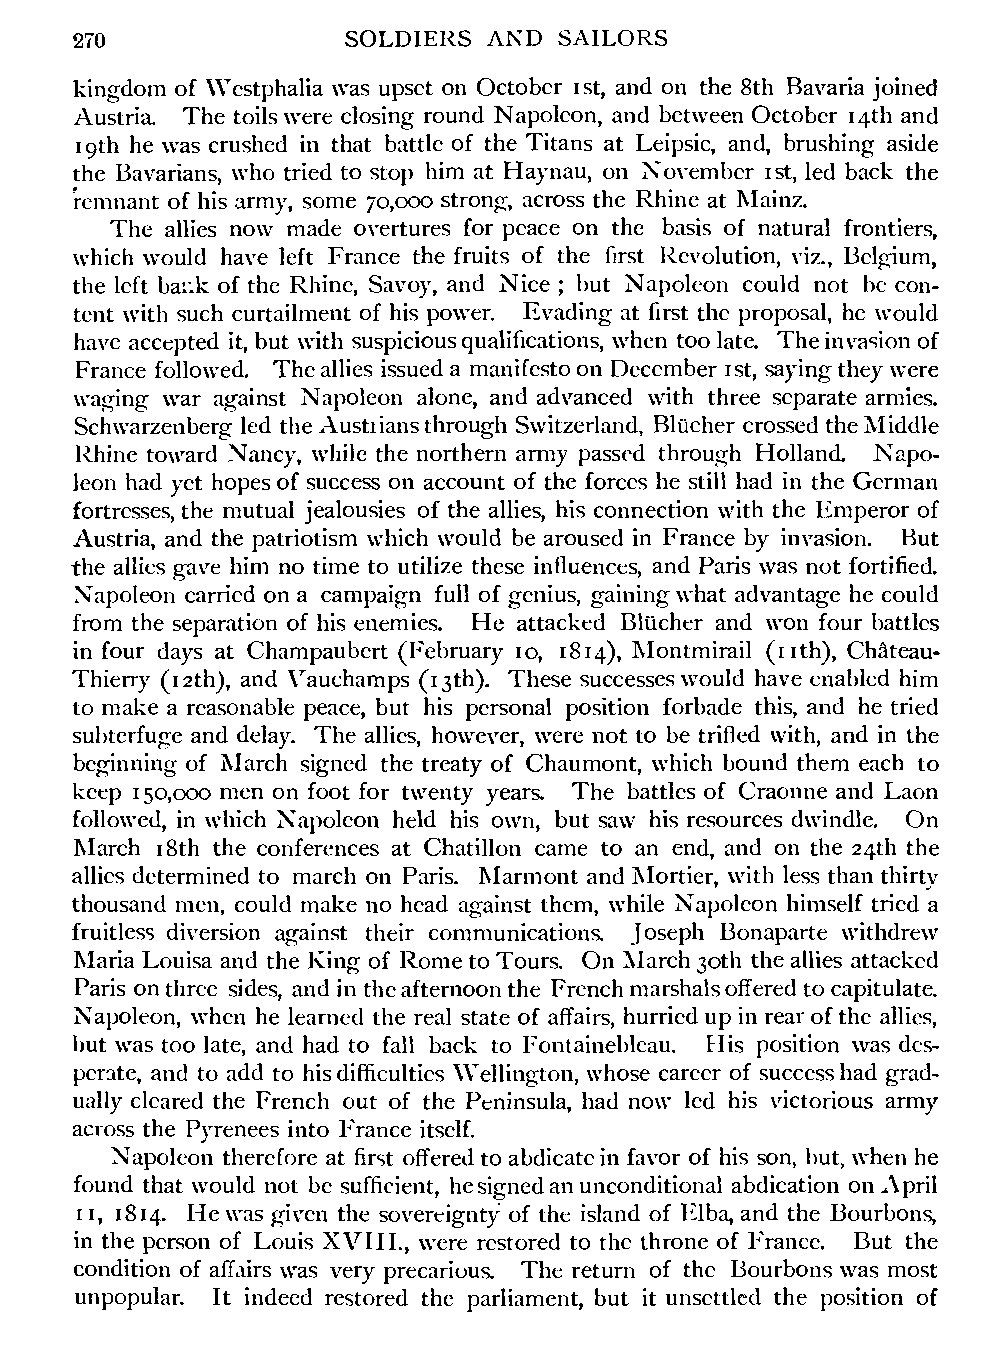 270 SOLDIERS AND SAILORS
kingdom of Westphalia was upset on October 1st, and on the 8th Bavaria joined
Austria. The toils were closing round Napoleon, and between October 14th and
19th he was crushed in that battle of the Titans at Leipsic, and, brushing aside
the Bavarians, who tried to stop him at Haynau, on November 1st, led back the
remnant of his army, some 70,000 strong, across the Rhine at Mainz.
The allies now made overtures for peace on the basis of natural frontiers,
which would have left France the fruits of the first Revolution, viz., Belgium,
the left bank of the Rhine, Savoy, and Nice ; but Napoleon could not be con-
tent with such curtailment of his power. Evading at first the proposal, he would
have accepted it, but with suspicious qualifications, when too late. The invasion of
France followed. The allies issued a manifesto on December 1st, saying they were
waging war against Napoleon alone, and advanced with three separate armies.
Schwarzenberg led the Austrians through Switzerland, Blücher crossed the Middle
Rhine toward Nancy, while the northern army passed through Holland. Napo-
leon had yet hopes of success on account of the forces he still had in the German
fortresses, the mutual jealousies of the allies, his connection with the Emperor of
Austria, and the patriotism which would be aroused in France by invasion. But
the allies gave him no time to utilize these influences, and Paris was not fortified.
Napoleon carried on a campaign full of genius, gaining what advantage he could
from the separation of his enemies. He attacked Blücher and won four battles
in four days at Champaubert (February 10, 1814), Montmirail (11th), Château-
Thierry (12th), and Vauchamps (13th). These successes would have enabled him
to make a reasonable peace, but his personal position forbade this, and he tried
subterfuge and delay. The allies, however, were not to be trifled with, and in the
beginning of March signed the treaty of Chaumont, which bound them each to
keep 150,000 men on foot for twenty years. The battles of Craonne and Laon
followed, in which Napoleon held his own, but saw his resources dwindle. On
March 18th the conferences at Chatillon came to an end, and on the 24th the
allies determined to march on Paris. Marmont and Mortier, with less than thirty
thousand men, could make no head against them, while Napoleon himself tried a
fruitless diversion against their communications. Joseph Bonaparte withdrew
Maria Louisa and the King of Rome to Tours. On March 30th the allies attacked
Paris on three sides, and in the afternoon the French marshals offered to capitulate.
Napoleon, when he learned the real state of affairs, hurried up in rear of the allies,
but was too late, and had to fall back to Fontainebleau. His position was des-
perate, and to add to his difficulties Wellington, whose career of success had grad-
ually cleared the French out of the Peninsula, had now led his victorious army
across the Pyrenees into France itself.
Napoleon therefore at first offered to abdicate in favor of his son, but, when he
found that would not be sufficient, he signed an unconditional abdication on April
11, 1814. He was given the sovereignty of the island of Elba, and the Bourbons,
in the person of Louis XVIII., were restored to the throne of France. But the
condition of affairs was very precarious. The return of the Bourbons was most
unpopular. It indeed restored the parliament, but it unsettled the position of